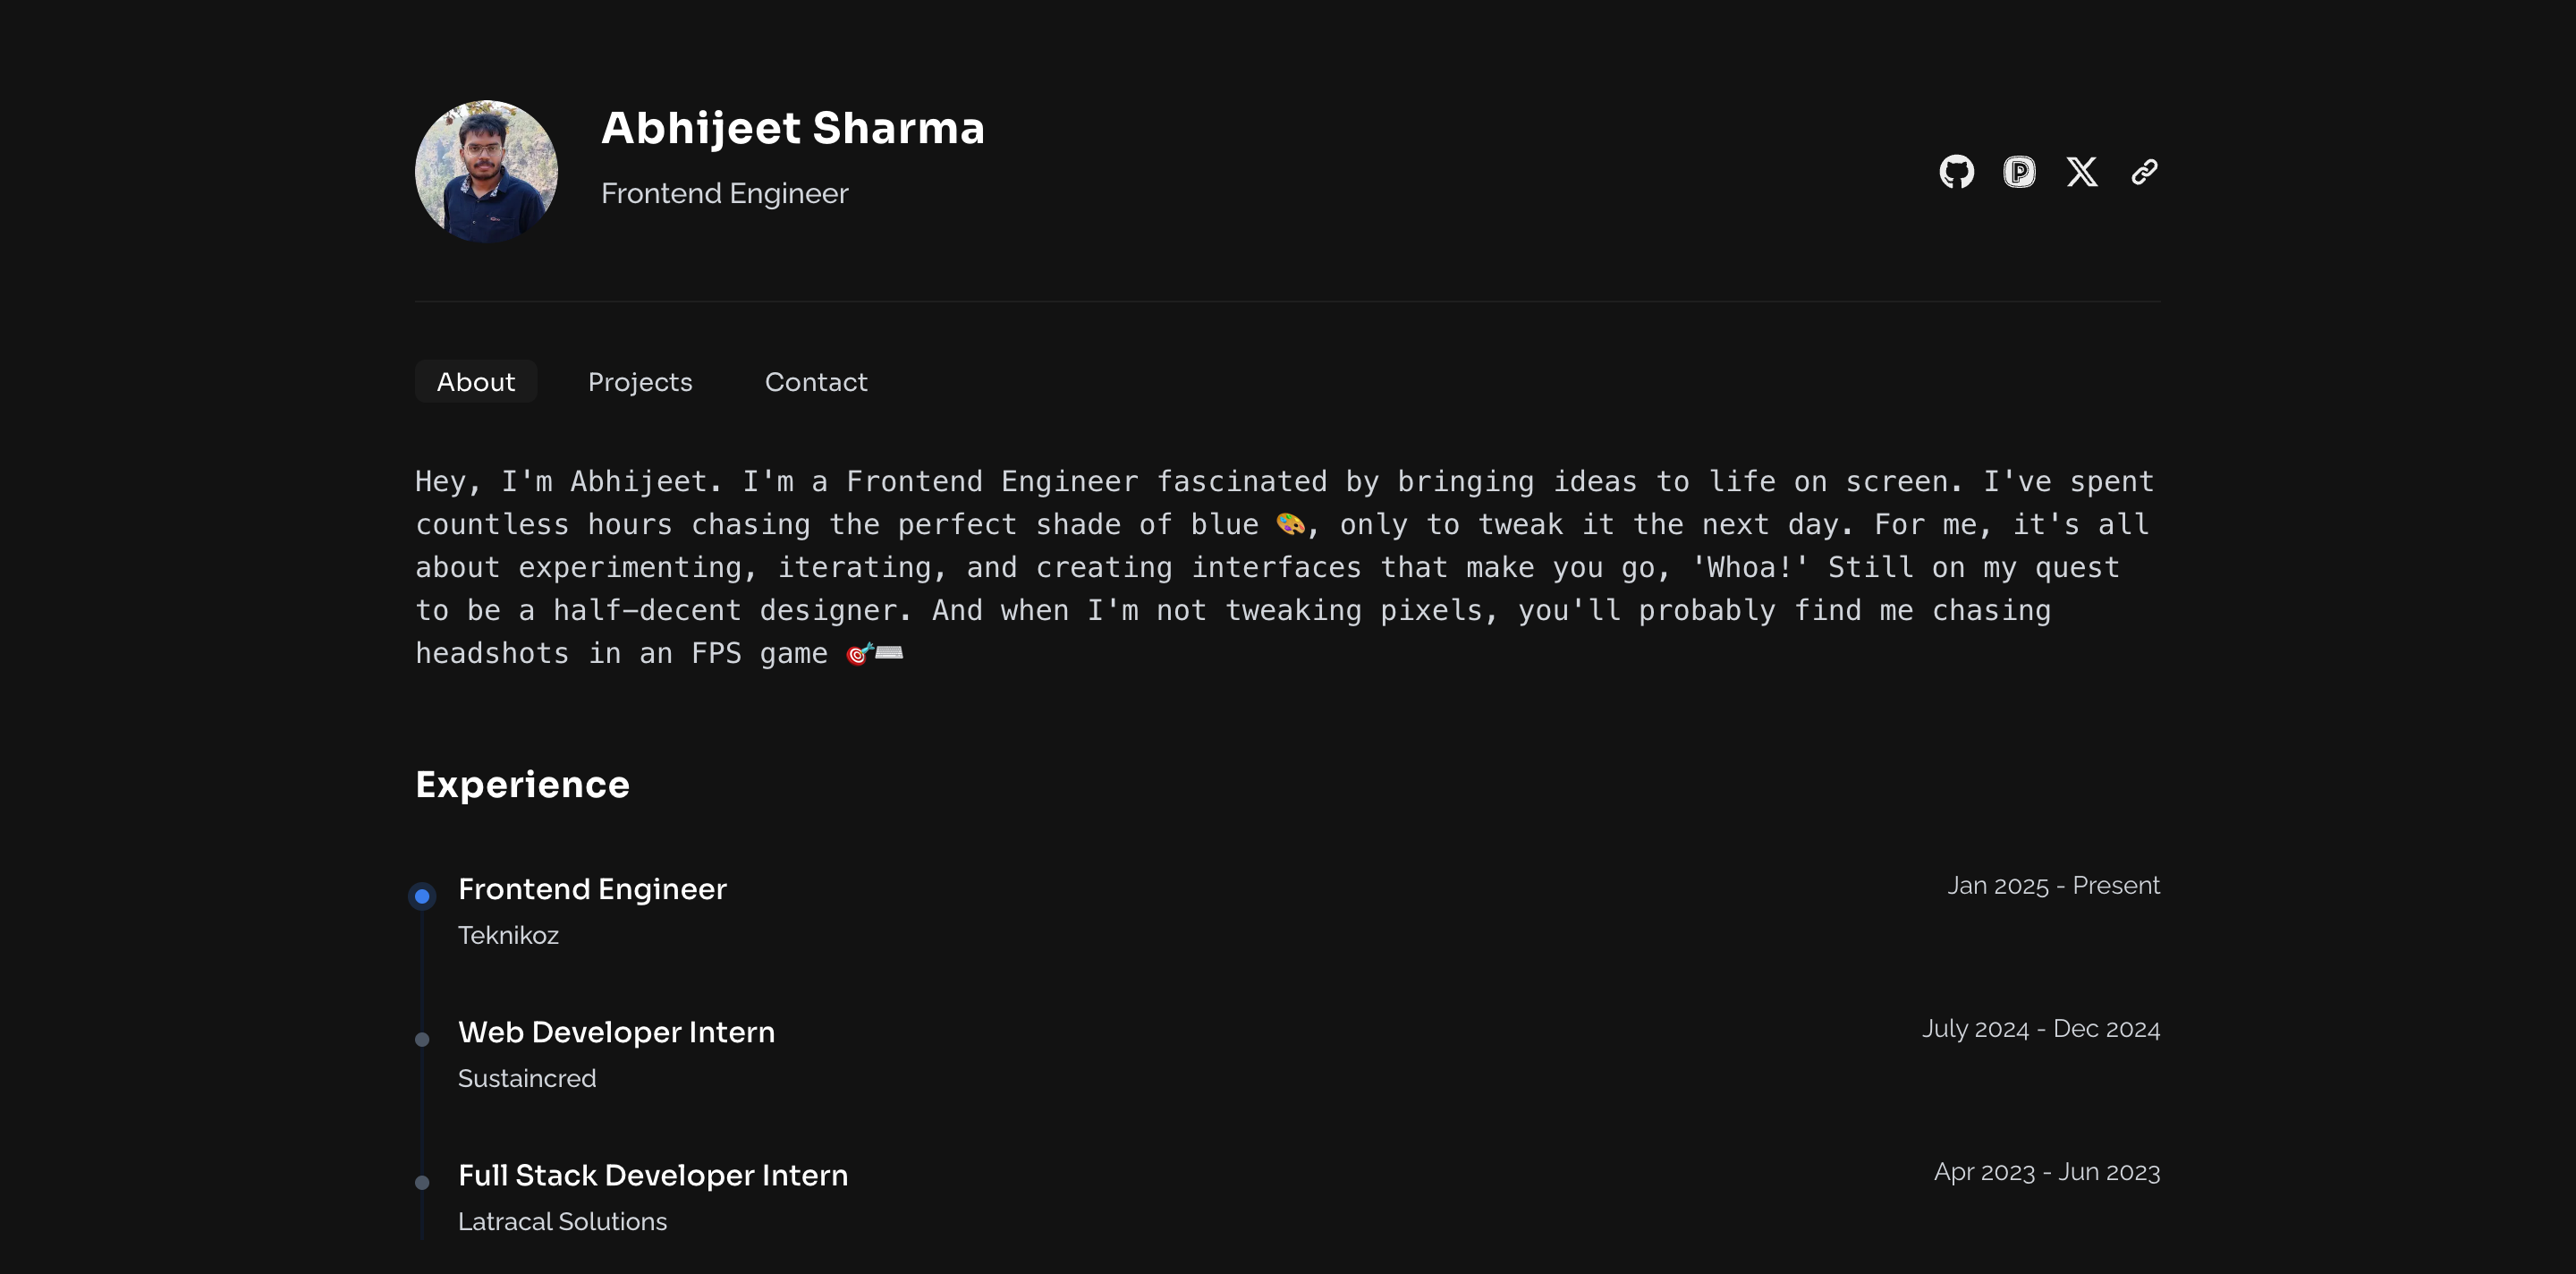 Abhijeet Sharma
Frontend Engineer
P
About
Projects
Contact
Hey, I'm Abhijeet. I'm a Frontend Engineer fascinated by bringing ideas to life on screen. I've spent
countless hours chasing the perfect shade of blue 🎨, only to tweak it the next day. For me, it's all
about experimenting, iterating, and creating interfaces that make you go, 'Whoa!' Still on my quest
to be a half-decent designer. And when I'm not tweaking pixels, you'll probably find me chasing
headshots in an FPS game 🎯⌨️
Experience
Frontend Engineer
Jan 2025 - Present
Teknikoz
Web Developer Intern
July 2024 - Dec 2024
Sustaincred
Full Stack Developer Intern
Apr 2023 - Jun 2023
Latracal Solutions